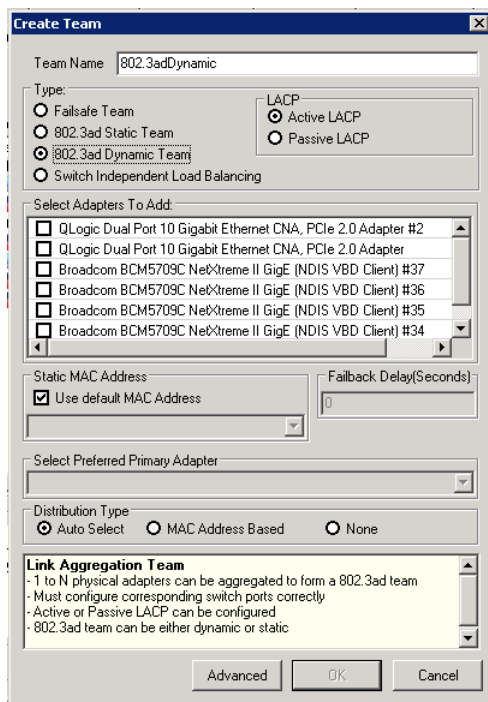 Create Team
Team Name 802.3adDynamic
Type:
Failsafe Team
802.3ad Static Team
802.3ad Dynamic Team
Switch Independent Load Balancing
LACP
Active LACP
Passive LACP
Select Adapters To Add:
QLogic Dual Port 10 Gigabit Ethernet CNA, PCIe 2.0 Adapter #2
QLogic Dual Port 10 Gigabit Ethernet CNA, PCIe 2.0 Adapter
Broadcom BCM5709C NetXtreme II GigE (NDIS VBD Client) #37
Broadcom BCM5709C NetXtreme II GigE (NDIS VBD Client) #36
Broadcom BCM5709C NetXtreme II GigE (NDIS VBD Client) #35
Broadcom BCM5709C NetXtreme II GigE (NDIS VBD Client) #34
Static MAC Address
Use default MAC Address
Failback Delay(Seconds)
0
Select Preferred Primary Adapter
Distribution Type
Auto Select MAC Address Based None
Link Aggregation Team
- 1 to N physical adapters can be aggregated to form a 802.3ad team
- Must configure corresponding switch ports correctly
- Active or Passive LACP can be configured
- 802.3ad team can be either dynamic or static
Advanced OK Cancel